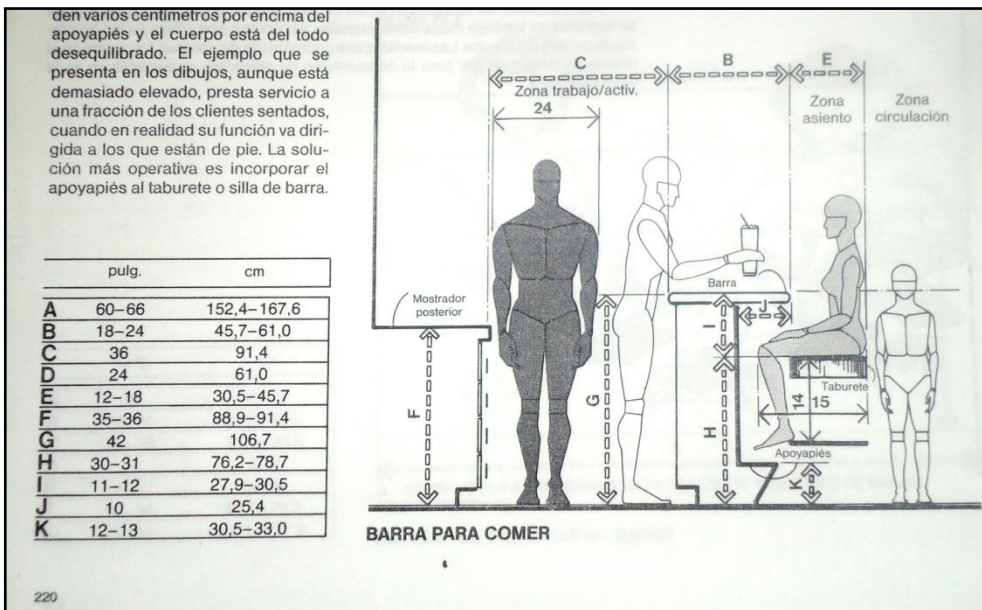 den varios centímetros por encima del
apoyapiés y el cuerpo está del todo
desequilibrado. El ejemplo que se
presenta en los dibujos, aunque está
demasiado elevado, presta servicio a
una fracción de los clientes sentados,
cuando en realidad su función va diri-
gida a los que están de pie. La solu-
ción más operativa es incorporar el
apoyapiés al taburete o silla de barra.
pulg. cm
A 60–66 152,4–167,6
B 18–24 45,7–61,0
C 36 91,4
D 24 61,0
E 12–18 30,5–45,7
F 35–36 88,9–91,4
G 42 106,7
H 30–31 76,2–78,7
I 11–12 27,9–30,5
J 10 25,4
K 12–13 30,5–33,0
C B E
Zona trabajo/activ.
24
Zona
asiento
Zona
circulación
Mostrador
posterior
Barra
J
I
F
G
H
Taburete
14 15
Apoyapiés
K
BARRA PARA COMER
220